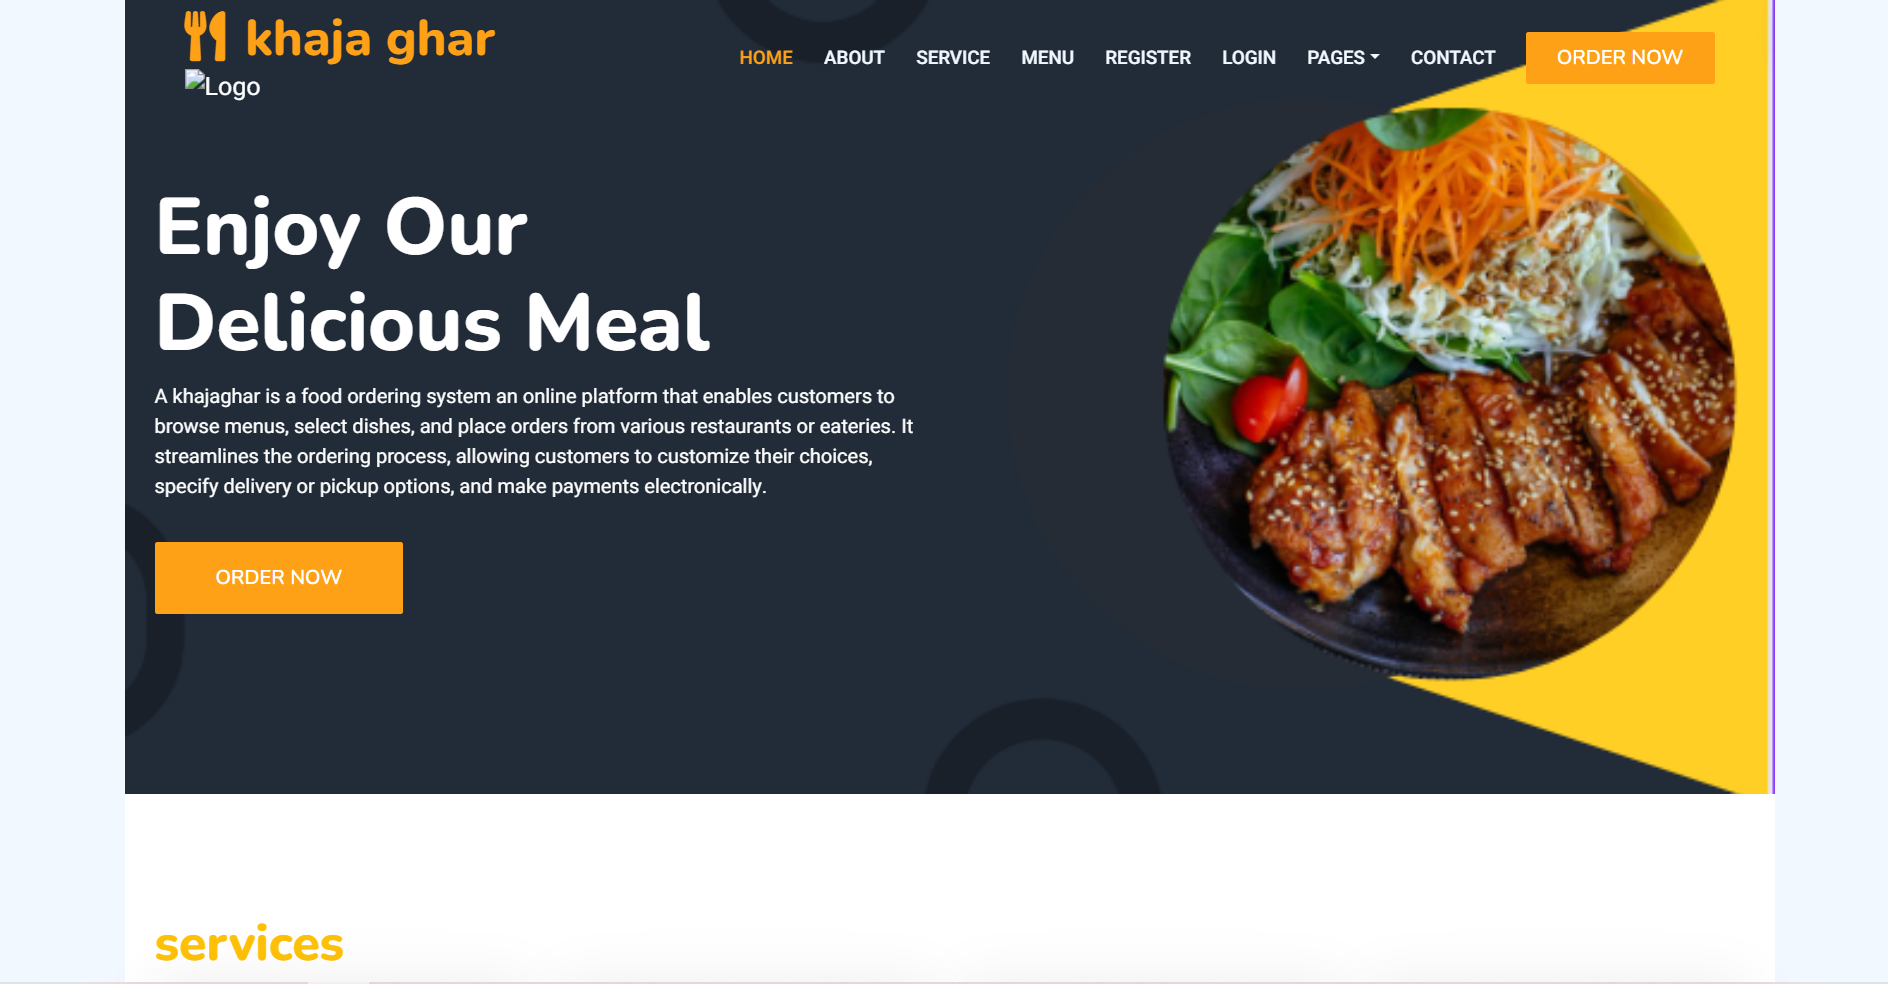 khaja ghar
Logo
HOME ABOUT SERVICE MENU REGISTER LOGIN PAGES CONTACT ORDER NOW
Enjoy Our
Delicious Meal
A khajaghar is a food ordering system an online platform that enables customers to
browse menus, select dishes, and place orders from various restaurants or eateries. It
streamlines the ordering process, allowing customers to customize their choices,
specify delivery or pickup options, and make payments electronically.
ORDER NOW
services